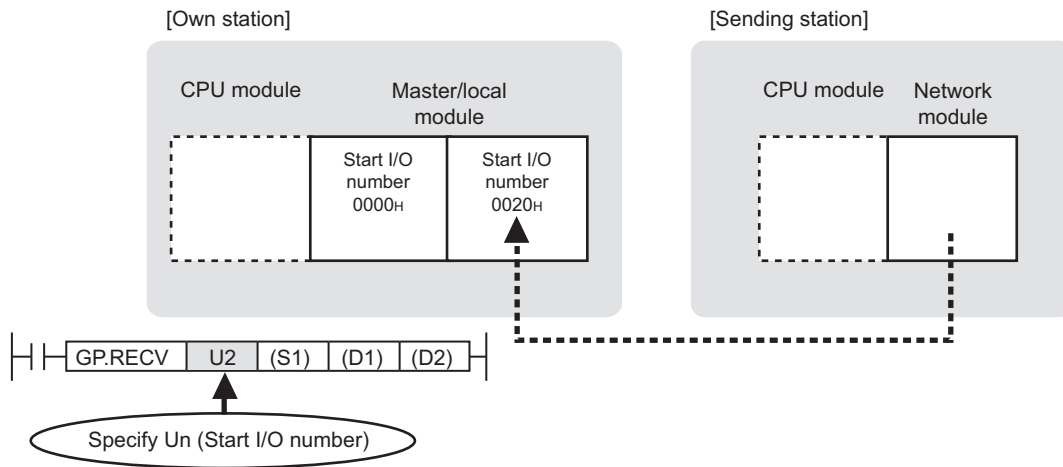 [Own station]
[Sending station]
CPU module
Master/local
module
CPU module
Network
module
Start I/O
number
0000H
Start I/O
number
0020H
GP.RECV U2 (S1) (D1) (D2)
Specify Un (Start I/O number)